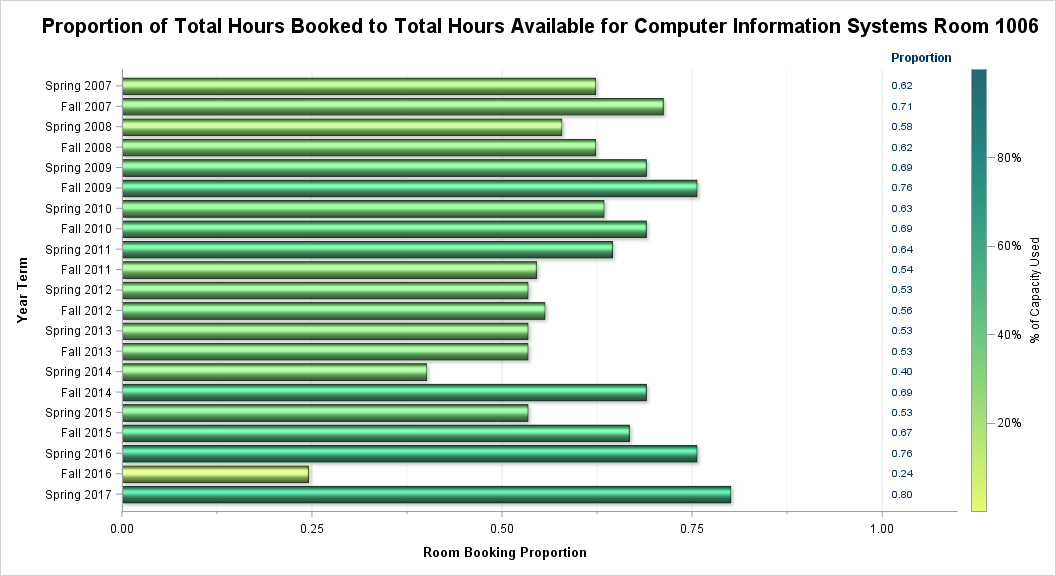 Proportion of Total Hours Booked to Total Hours Available for Computer Information Systems Room 1006
Proportion
Spring 2007 0.62
Fall 2007 0.71
Spring 2008 0.58
Fall 2008 0.62
Spring 2009 0.69
Fall 2009 0.76
Spring 2010 0.63
Fall 2010 0.69
Spring 2011 0.64
Fall 2011 0.54
Spring 2012 0.53
Fall 2012 0.56
Spring 2013 0.53
Fall 2013 0.53
Spring 2014 0.40
Fall 2014 0.69
Spring 2015 0.53
Fall 2015 0.67
Spring 2016 0.76
Fall 2016 0.24
Spring 2017 0.80
Year Term
0.00 0.25 0.50 0.75 1.00
Room Booking Proportion
80%
60%
40%
20%
% of Capacity Used